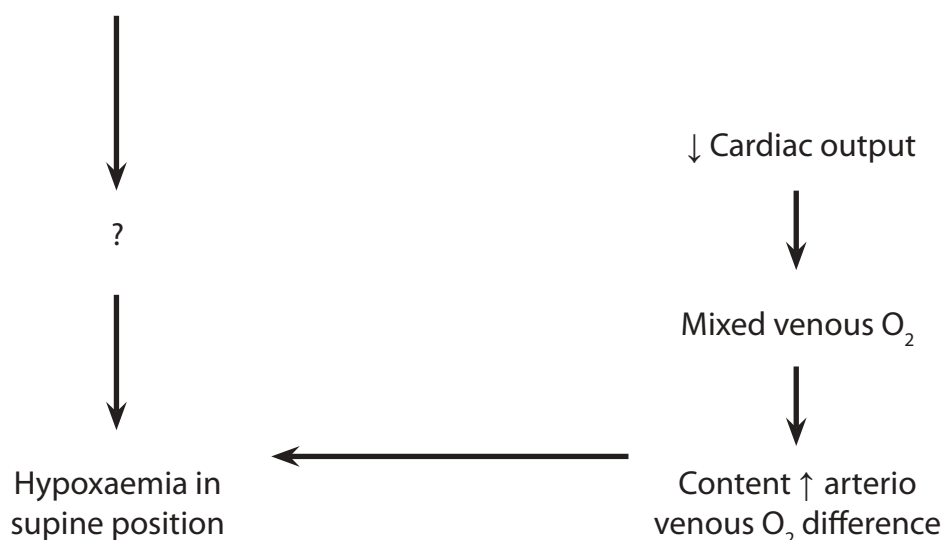 ↓ Cardiac output
?
Mixed venous O₂
Hypoxaemia in
supine position
Content ↑ arterio
venous O₂ difference